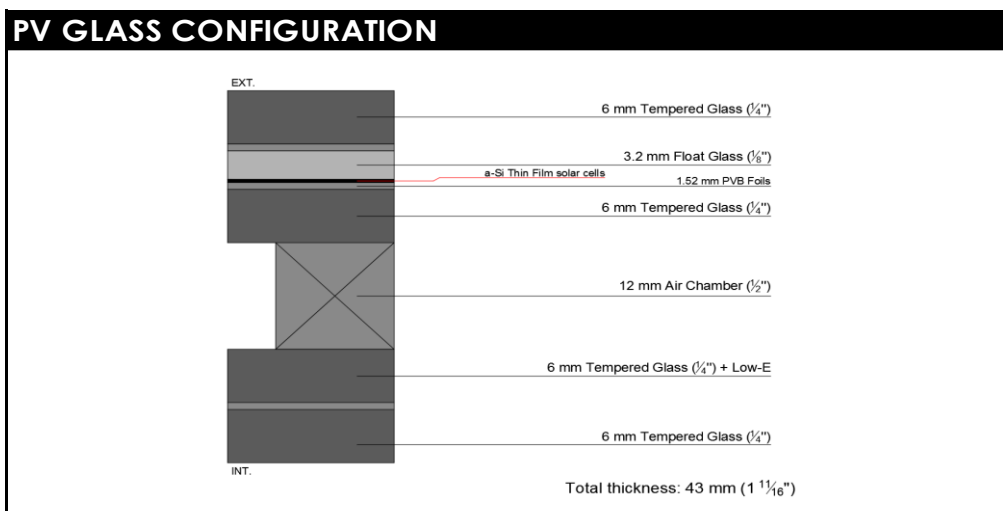 PV GLASS CONFIGURATION
EXT.
6 mm Tempered Glass (¼")
3.2 mm Float Glass (⅛")
a-Si Thin Film solar cells
1.52 mm PVB Foils
6 mm Tempered Glass (¼")
12 mm Air Chamber (½")
6 mm Tempered Glass (¼") + Low-E
6 mm Tempered Glass (¼")
INT.
Total thickness: 43 mm (1 11⁄16")